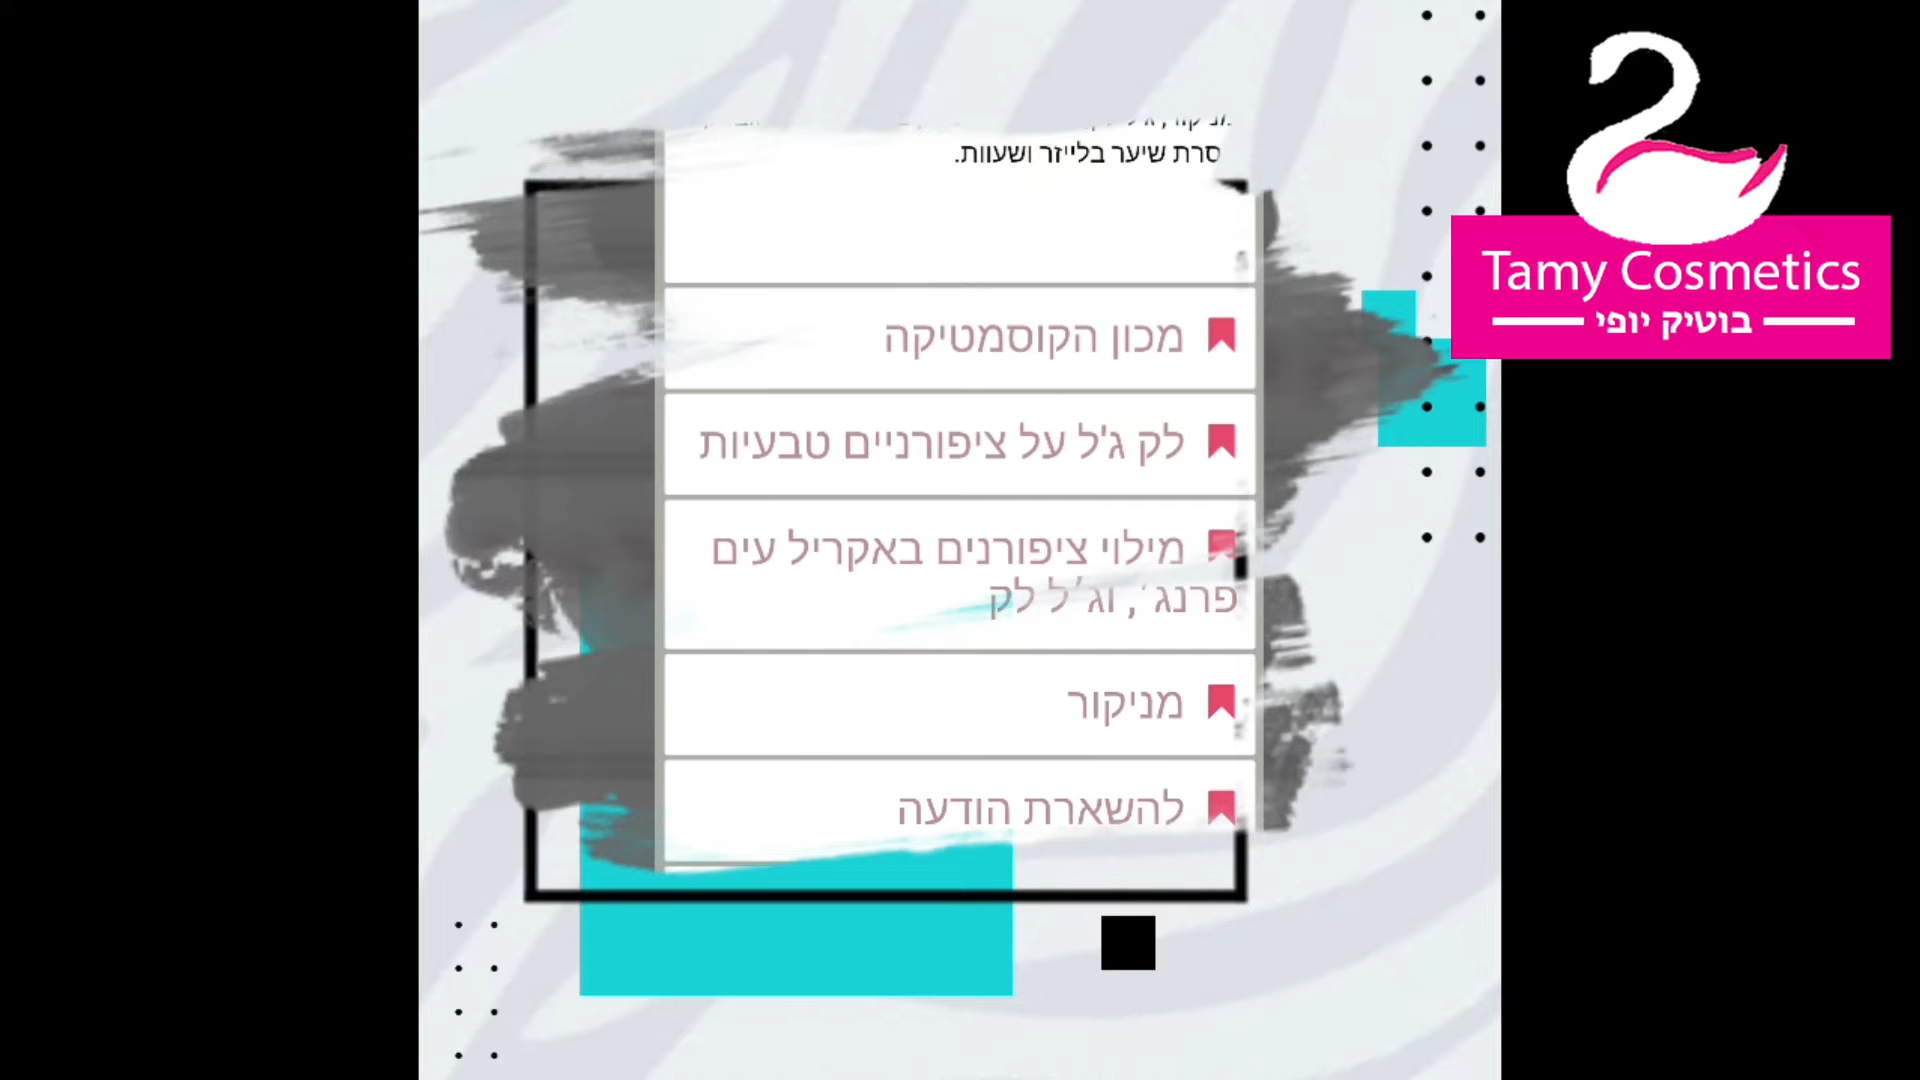 שיער בלייזר ושעוות.
מכון הקוסמטיקה
לק ג'ל על ציפורניים טבעיות
מילוי ציפורנים באקריל עים
פרנג׳, וג׳ל לק
מניקור
להשארת הודעה
Tamy Cosmetics
בוטיק יופי